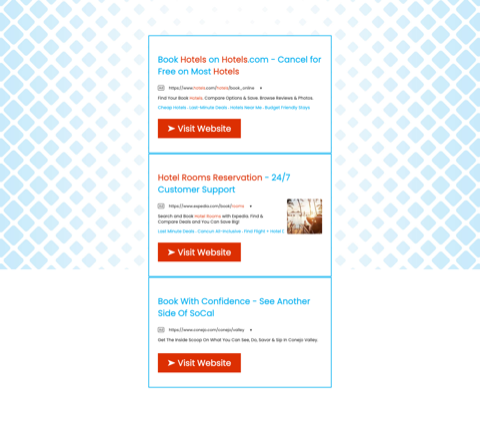 Book Hotels on Hotels.com - Cancel for
Free on Most Hotels
Ad https://www.hotels.com/hotels/book_online
Find Your Book Hotels. Compare Options & Save. Browse Reviews & Photos.
Cheap Hotels . Last Minute Deals . Hotels Near Me . Budget Friendly Stays
➤ Visit Website
Hotel Rooms Reservation - 24/7
Customer Support
Ad https://www.expedia.com/book/rooms
Search and Book Hotel Rooms with Expedia. Find &
Compare Deals and You Can Save Big!
Last Minute Deals . Cancun All-Inclusive . Find Flight + Hotel
➤ Visit Website
Book With Confidence - See Another
Side Of SoCal
Ad https://www.conejo.com/conejo/valley
Get The Inside Scoop On What You Can See, Do, Savor & Sip In Conejo Valley.
➤ Visit Website